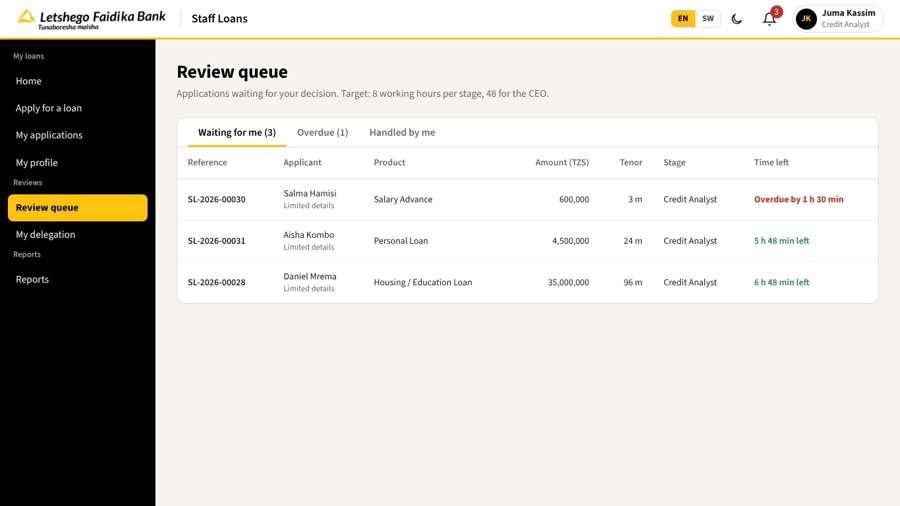 Letshego Faidika Bank
Tunaboresha maisha
Staff Loans
EN SW
3
JK
Juma Kassim
Credit Analyst
My loans
Home
Apply for a loan
My applications
My profile
Reviews
Review queue
My delegation
Reports
Reports
Review queue
Applications waiting for your decision. Target: 8 working hours per stage, 48 for the CEO.
Waiting for me (3) Overdue (1) Handled by me
Reference Applicant Product Amount (TZS) Tenor Stage Time left
SL-2026-00030 Salma Hamisi Salary Advance 600,000 3 m Credit Analyst Overdue by 1 h 30 min
Limited details
SL-2026-00031 Aisha Kombo Personal Loan 4,500,000 24 m Credit Analyst 5 h 48 min left
Limited details
SL-2026-00028 Daniel Mrema Housing / Education Loan 35,000,000 96 m Credit Analyst 6 h 48 min left
Limited details